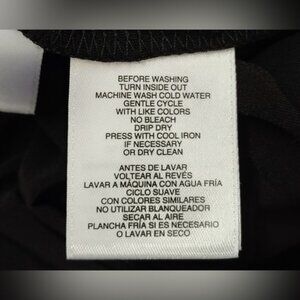 BEFORE WASHING
TURN INSIDE OUT
MACHINE WASH COLD WATER
GENTLE CYCLE
WITH LIKE COLORS
NO BLEACH
DRIP DRY
PRESS WITH COOL IRON
IF NECESSARY
OR DRY CLEAN
ANTES DE LAVAR
VOLTEAR AL REVÉS
LAVAR A MÁQUINA CON AGUA FRÍA
CICLO SUAVE
CON COLORES SIMILARES
NO UTILIZAR BLANQUEADOR
SECAR AL AIRE
PLANCHA FRÍA SI ES NECESARIO
O LAVAR EN SECO